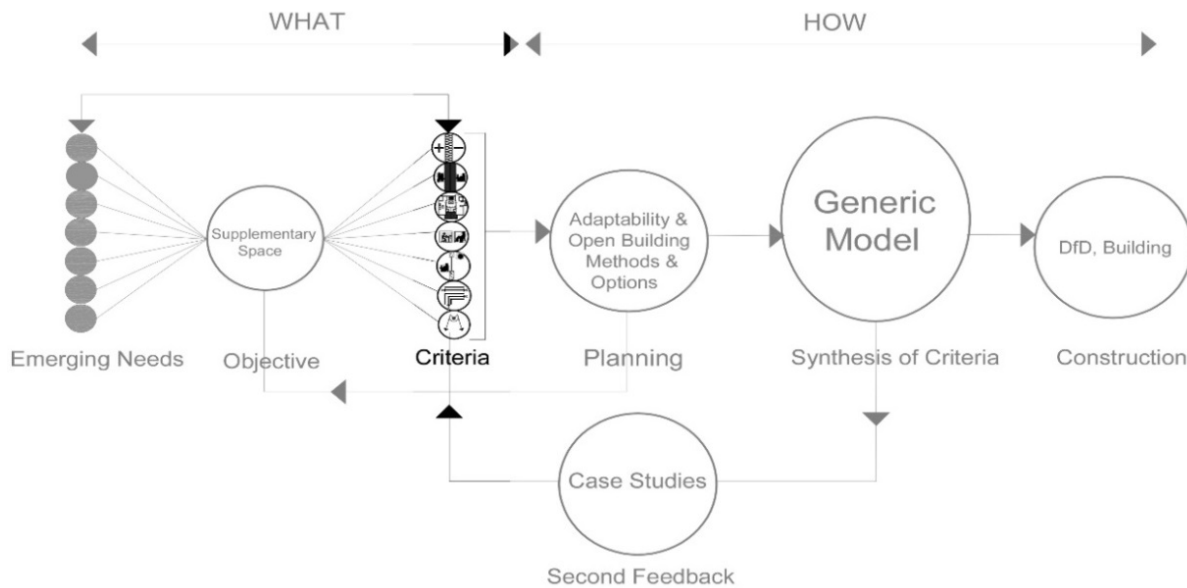 WHAT
HOW
Supplementary
Space
Adaptability &
Open Building
Methods &
Options
Generic
Model
DfD, Building
Emerging Needs
Objective
Criteria
Planning
Synthesis of Criteria
Construction
Case Studies
Second Feedback